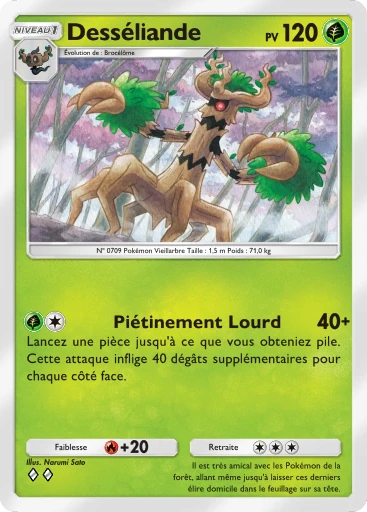 NIVEAU 1
Desséliande
PV 120
Évolution de : Brocélôme
N° 0709 Pokémon Vieillarbre Taille : 1,5 m Poids : 71,0 kg
Piétinement Lourd 40+
Lancez une pièce jusqu'à ce que vous obteniez pile.
Cette attaque inflige 40 dégâts supplémentaires pour
chaque côté face.
Faiblesse +20
Retraite
Illus. Narumi Sato
Il est très amical avec les Pokémon de la
forêt, allant même jusqu'à laisser ces derniers
élire domicile dans le feuillage sur sa tête.